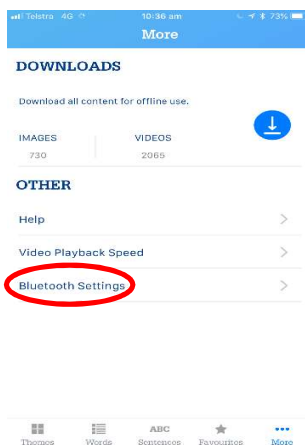 Telstra 4G 10:36 am 73%
More
DOWNLOADS
Download all content for offline use.
IMAGES VIDEOS
730 2065
OTHER
Help
Video Playback Speed
Bluetooth Settings
ABC
Themes Words Sentences Favourites More